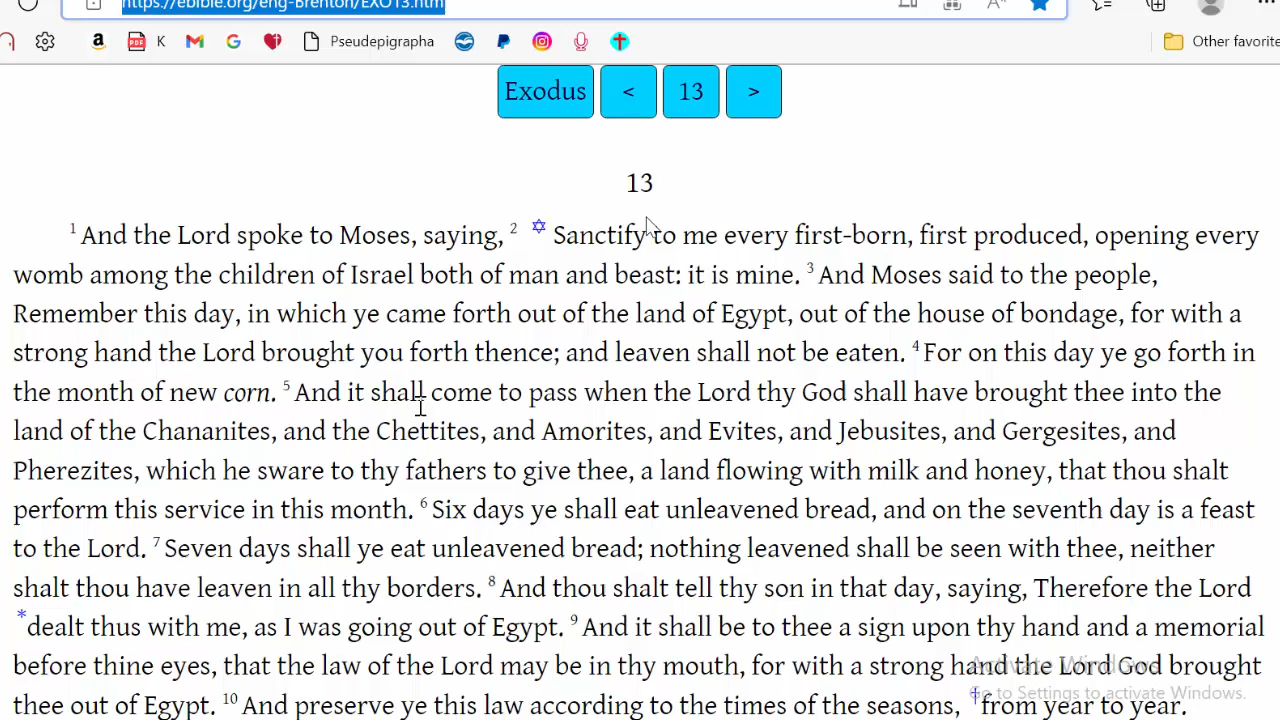 https://ebible.org/eng-Brenton/EXO13.htm
K Pseudepigrapha Other favorite
Exodus < 13 >
13
1 And the Lord spoke to Moses, saying, 2 ✡ Sanctify to me every first-born, first produced, opening every
womb among the children of Israel both of man and beast: it is mine. 3 And Moses said to the people,
Remember this day, in which ye came forth out of the land of Egypt, out of the house of bondage, for with a
strong hand the Lord brought you forth thence; and leaven shall not be eaten. 4 For on this day ye go forth in
the month of new corn. 5 And it shall come to pass when the Lord thy God shall have brought thee into the
land of the Chananites, and the Chettites, and Amorites, and Evites, and Jebusites, and Gergesites, and
Pherezites, which he sware to thy fathers to give thee, a land flowing with milk and honey, that thou shalt
perform this service in this month. 6 Six days ye shall eat unleavened bread, and on the seventh day is a feast
to the Lord. 7 Seven days shall ye eat unleavened bread; nothing leavened shall be seen with thee, neither
shalt thou have leaven in all thy borders. 8 And thou shalt tell thy son in that day, saying, Therefore the Lord
*dealt thus with me, as I was going out of Egypt. 9 And it shall be to thee a sign upon thy hand and a memorial
before thine eyes, that the law of the Lord may be in thy mouth, for with a strong hand the Lord God brought
thee out of Egypt. 10 And preserve ye this law according to the times of the seasons, †from year to year.
Activate Windows
Go to Settings to activate Windows.